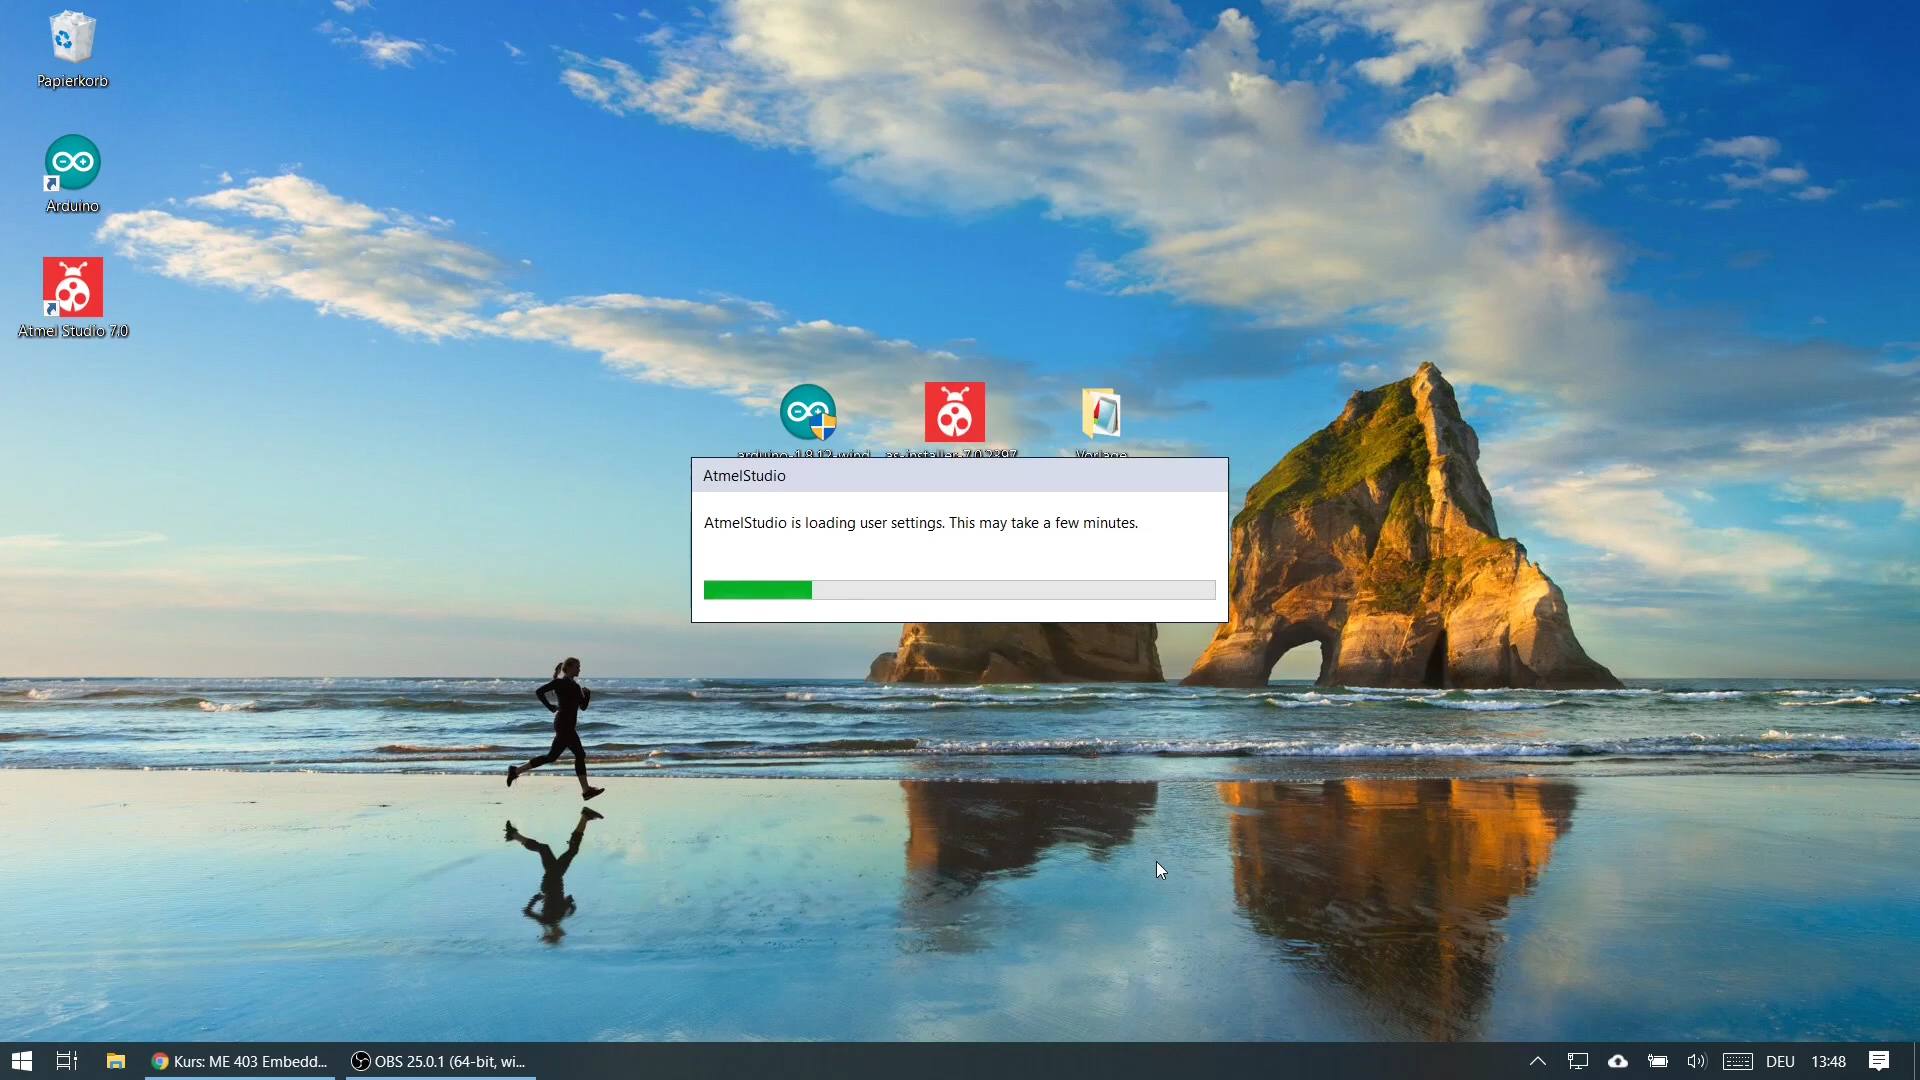 Papierkorb
Arduino
Atmel Studio 7.0
arduino-1.8.12-wind...
as-installer-7.0.2397...
Vorlage
AtmelStudio
AtmelStudio is loading user settings. This may take a few minutes.
Kurs: ME 403 Embedd...
OBS 25.0.1 (64-bit, wi...
DEU
13:48